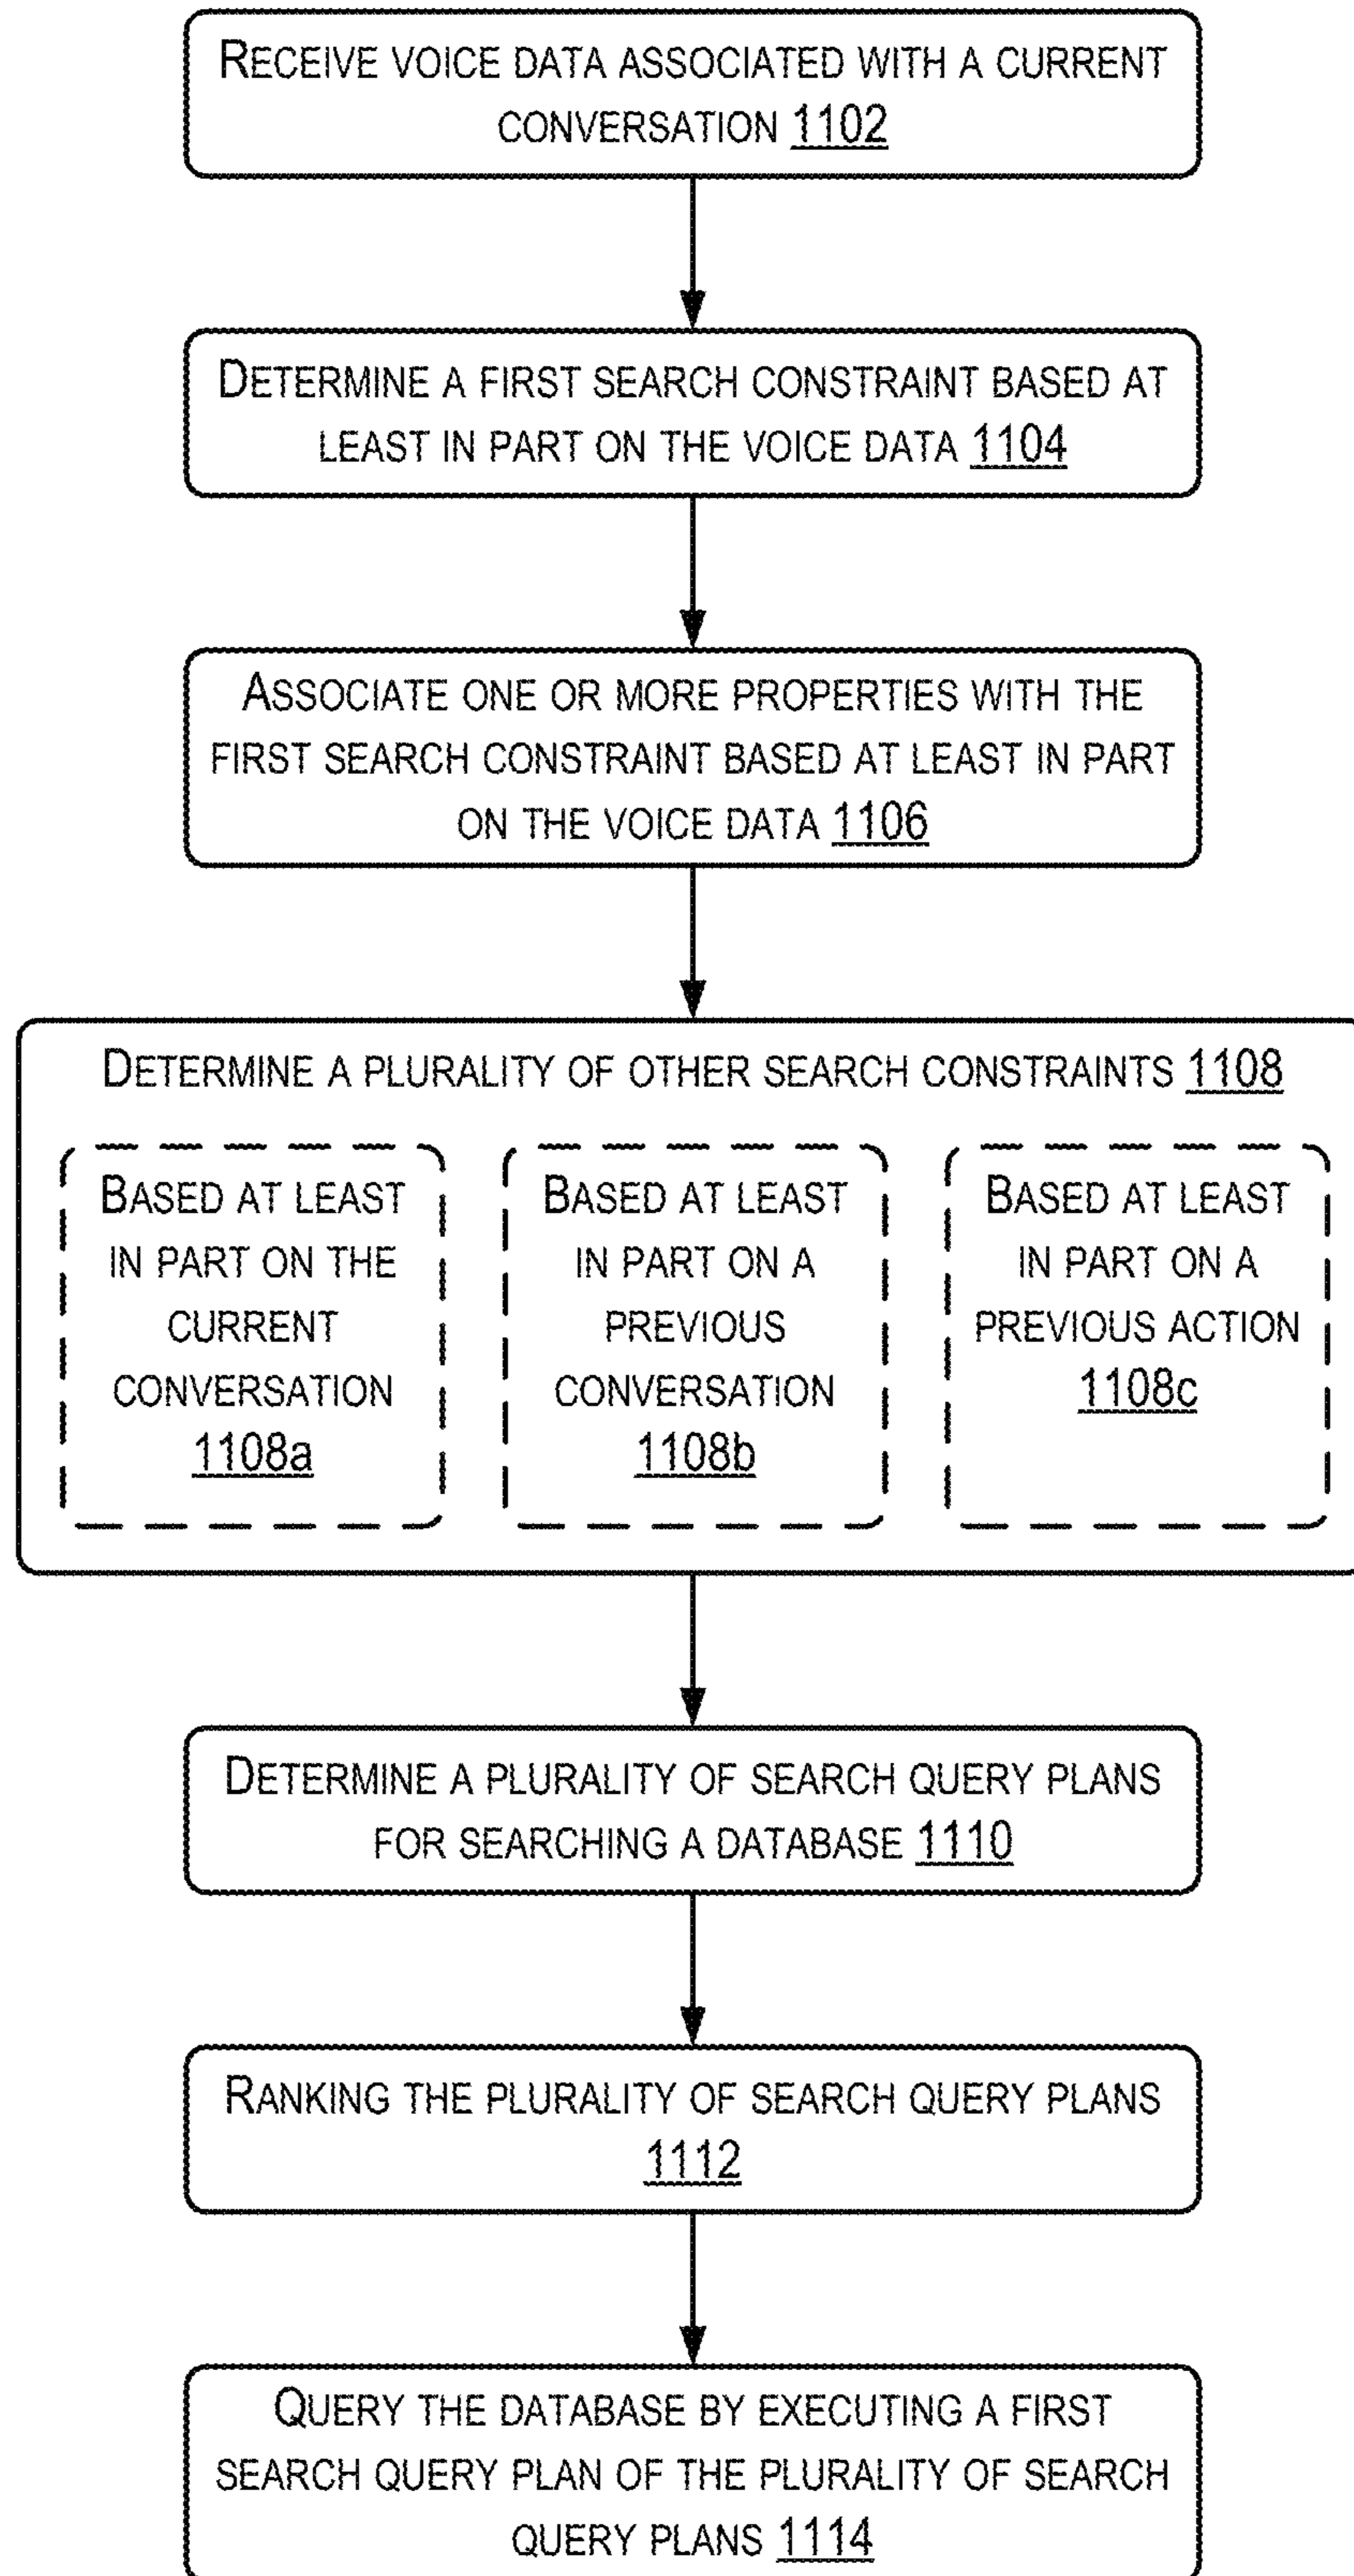 RECEIVE VOICE DATA ASSOCIATED WITH A CURRENT
CONVERSATION 1102
DETERMINE A FIRST SEARCH CONSTRAINT BASED AT
LEAST IN PART ON THE VOICE DATA 1104
ASSOCIATE ONE OR MORE PROPERTIES WITH THE
FIRST SEARCH CONSTRAINT BASED AT LEAST IN PART
ON THE VOICE DATA 1106
DETERMINE A PLURALITY OF OTHER SEARCH CONSTRAINTS 1108
BASED AT LEAST
IN PART ON THE
CURRENT
CONVERSATION
1108a
BASED AT LEAST
IN PART ON A
PREVIOUS
CONVERSATION
1108b
BASED AT LEAST
IN PART ON A
PREVIOUS ACTION
1108c
DETERMINE A PLURALITY OF SEARCH QUERY PLANS
FOR SEARCHING A DATABASE 1110
RANKING THE PLURALITY OF SEARCH QUERY PLANS
1112
QUERY THE DATABASE BY EXECUTING A FIRST
SEARCH QUERY PLAN OF THE PLURALITY OF SEARCH
QUERY PLANS 1114